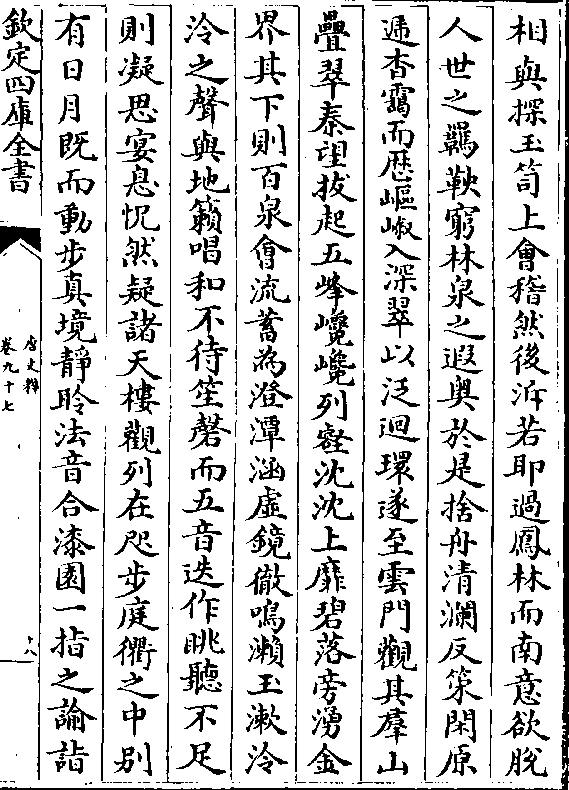 相與探玉笥上會稽然後泝若耶過鳳林而南意欲脫
人世之羈鞅窮林泉之遐奥於是捨舟清瀾反策閑原
遞杳靄而歴嶇崚入深翠以泛迴環遂至雲門觀其羣山
疊翠秦望拔起五峰巉巉列壑沈沈上靡碧落旁湧金
界其下則百泉會流蓄為澄潭涵虛鏡徹鳴瀨玉漱泠
泠之聲與地籟唱和不待笙磬而五音迭作眺聽不足
則凝思宴息怳然疑諸天樓觀列在咫步庭衢之中别
有日月既而動步真境靜聆法音合漆園一指之論詣
欽定四庫全書
唐文粹
卷九十七
十八